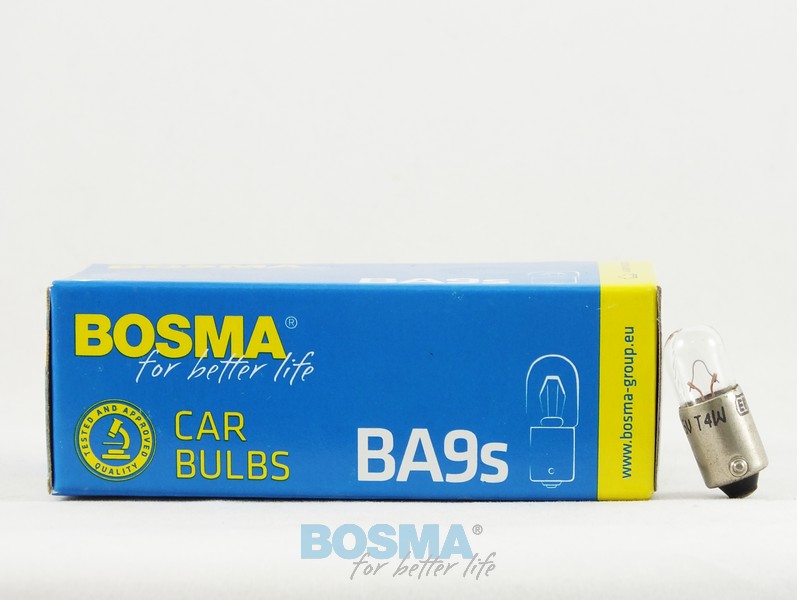 BA9s
BOSMA®
for better life
TESTED AND APPROVED
QUALITY
CAR
BULBS
BA9s
www.bosma-group.eu
T4W
BOSMA®
for better life